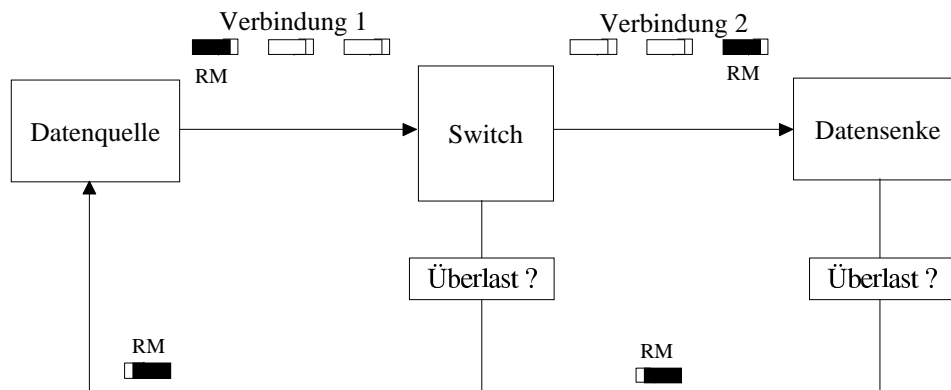 Verbindung 1
Verbindung 2
RM
RM
Datenquelle
Switch
Datensenke
Überlast ?
Überlast ?
RM
RM